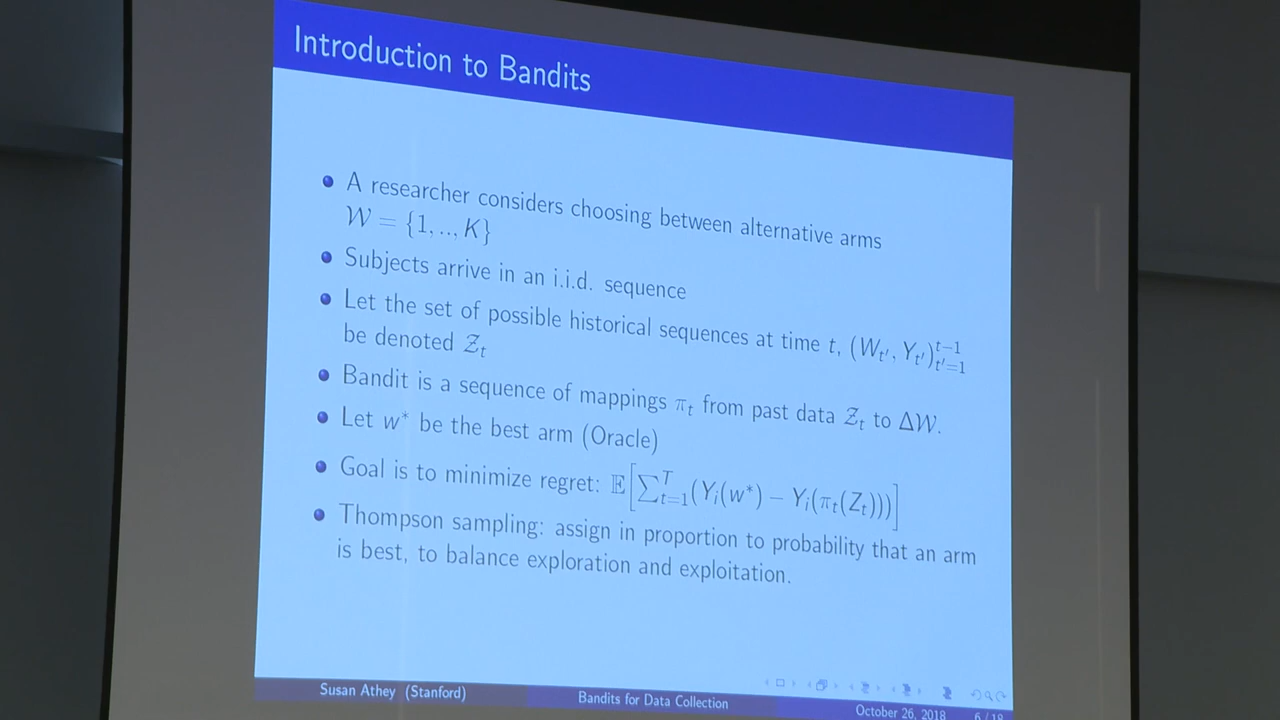 Introduction to Bandits
• A researcher considers choosing between alternative arms
𝒲 = {1, .., K}
• Subjects arrive in an i.i.d. sequence
• Let the set of possible historical sequences at time t, (W_{t'}, Y_{t'})_{t'=1}^{t−1}
be denoted 𝒵_t
• Bandit is a sequence of mappings π_t from past data 𝒵_t to Δ𝒲.
• Let w* be the best arm (Oracle)
• Goal is to minimize regret: 𝔼[∑_{t=1}^{T}(Y_i(w*) − Y_i(π_t(Z_t)))]
• Thompson sampling: assign in proportion to probability that an arm
is best, to balance exploration and exploitation.
Susan Athey (Stanford) Bandits for Data Collection October 26, 2018 6 / 19